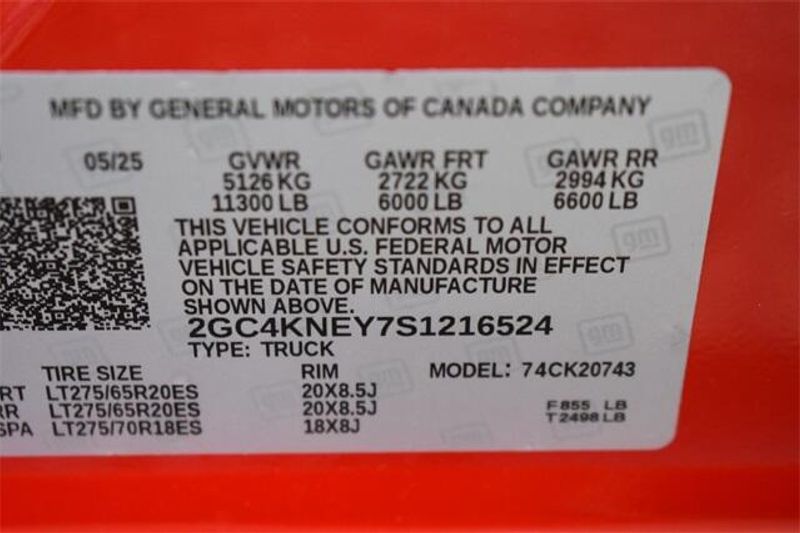 MFD BY GENERAL MOTORS OF CANADA COMPANY
05/25 GVWR GAWR FRT GAWR RR
5126 KG 2722 KG 2994 KG
11300 LB 6000 LB 6600 LB
THIS VEHICLE CONFORMS TO ALL
APPLICABLE U.S. FEDERAL MOTOR
VEHICLE SAFETY STANDARDS IN EFFECT
ON THE DATE OF MANUFACTURE
SHOWN ABOVE.
2GC4KNEY7S1216524
TYPE: TRUCK
TIRE SIZE RIM MODEL: 74CK20743
RT LT275/65R20ES 20X8.5J
RR LT275/65R20ES 20X8.5J F 855 LB
SPA LT275/70R18ES 18X8J T 2498 LB